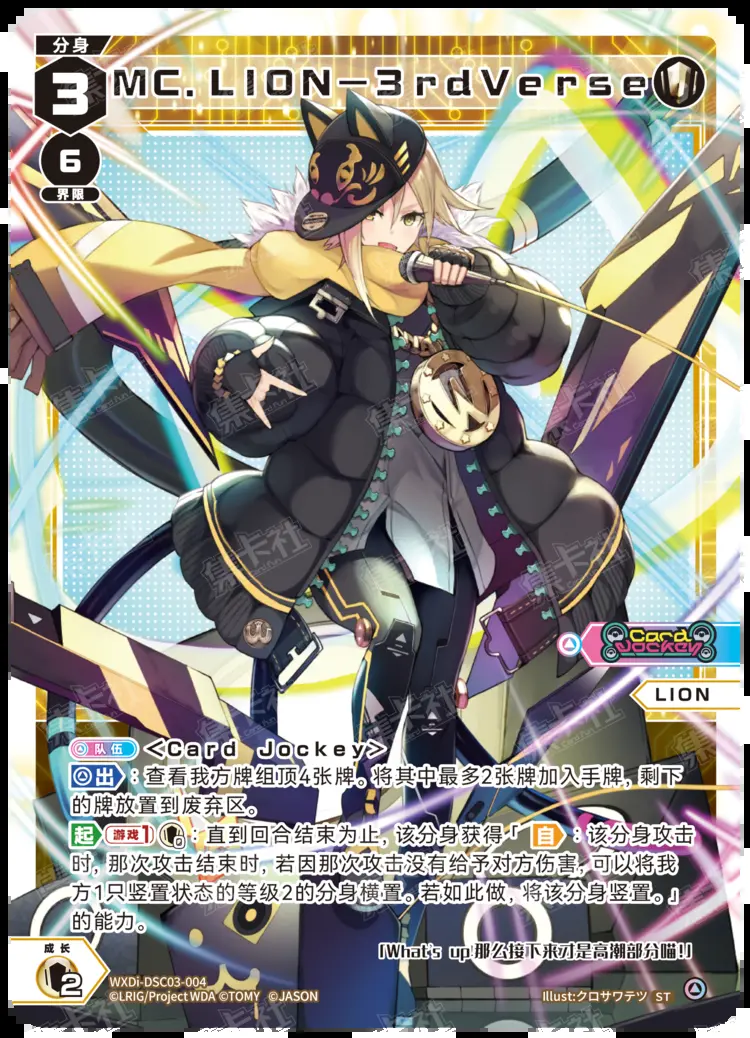 分身
3
MC.LION－3rdVerse
6
界限
Card
Jockey
LION
队伍 <Card Jockey>
出：查看我方牌组顶4张牌。将其中最多2张牌加入手牌，剩下
的牌放置到废弃区。
起 游戏1 0：直到回合结束为止，该分身获得「自：该分身攻击
时，那次攻击结束时，若因那次攻击没有给予对方伤害，可以将我
方1只竖置状态的等级2的分身横置。若如此做，将该分身竖置。」
的能力。
「What's up!那么接下来才是高潮部分喵!」
成长
2
WXDi-DSC03-004
©LRIG/Project WDA ©TOMY ©JASON
Illust:クロサワテツ ST